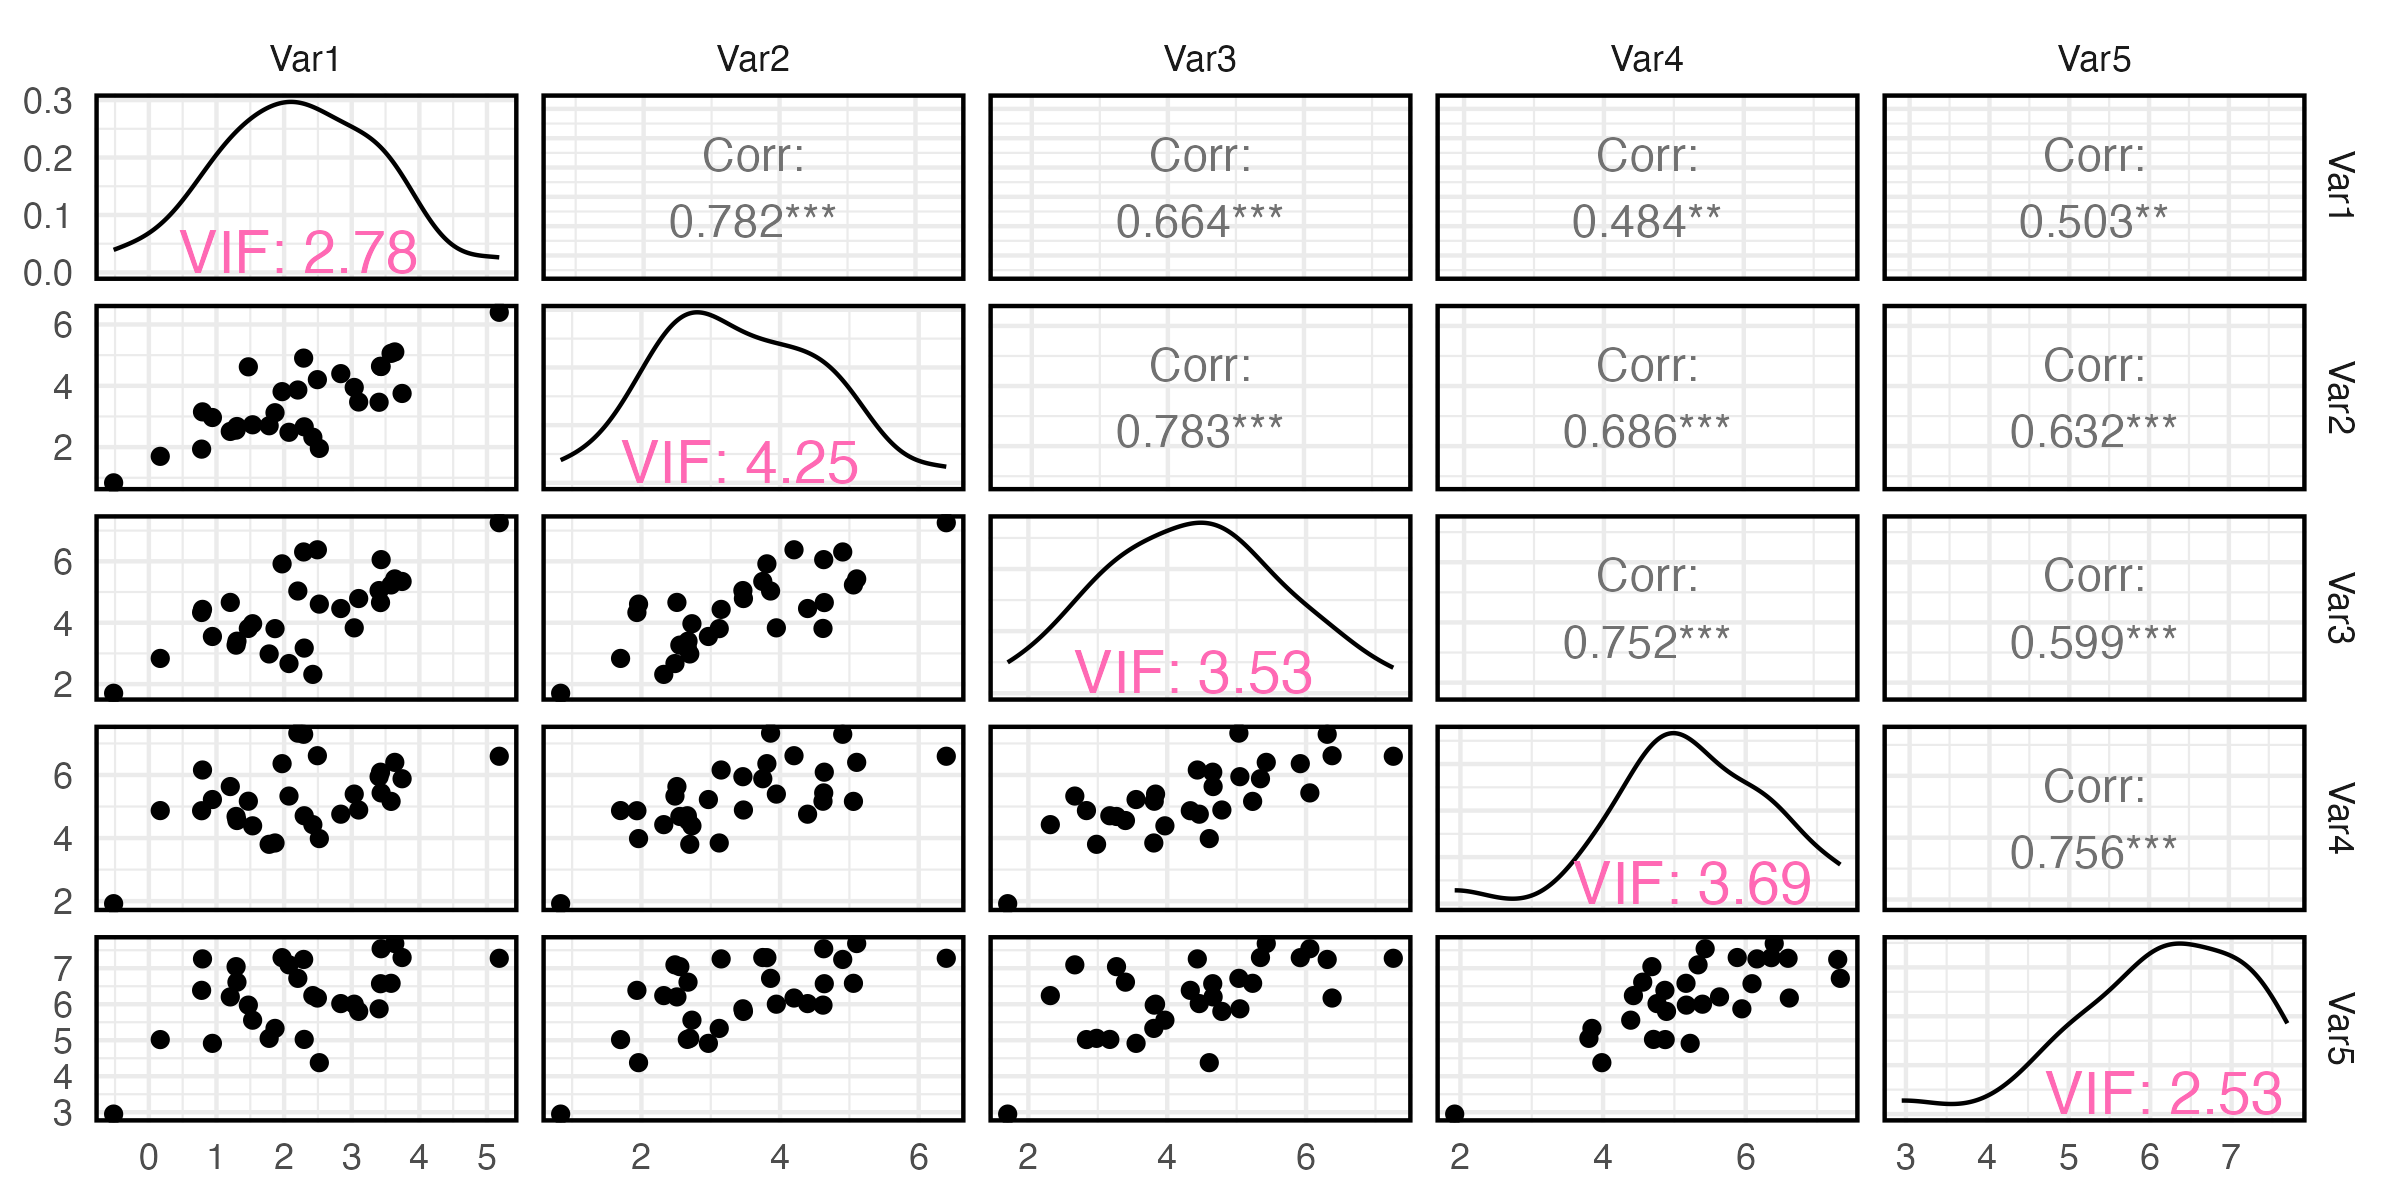 Var1 Var2 Var3 Var4 Var5
0.3
0.2
0.1
0.0
VIF: 2.78
Corr:
0.782***
Corr:
0.664***
Corr:
0.484**
Corr:
0.503**
Var1
6
4
2
VIF: 4.25
Corr:
0.783***
Corr:
0.686***
Corr:
0.632***
Var2
6
4
2
VIF: 3.53
Corr:
0.752***
Corr:
0.599***
Var3
6
4
2
VIF: 3.69
Corr:
0.756***
Var4
7
6
5
4
3
VIF: 2.53
Var5
0 1 2 3 4 5
2 4 6
2 4 6
2 4 6
3 4 5 6 7